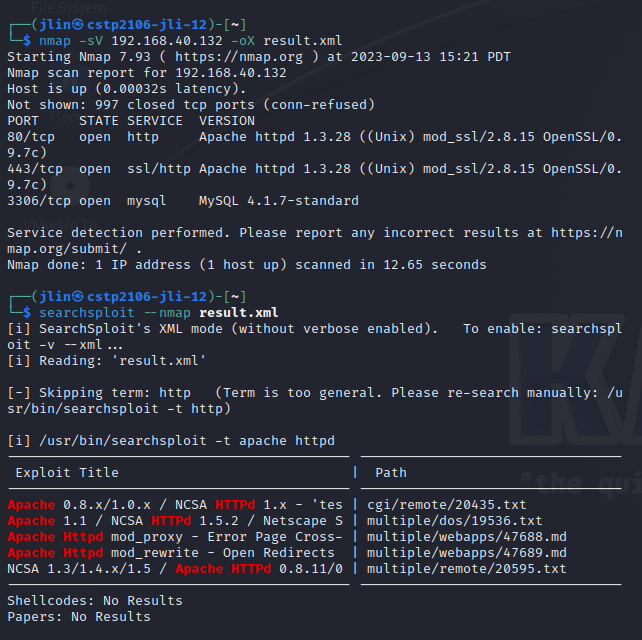 File System
┌──(jlin㉿cstp2106-jli-12)-[~]
└─$ nmap -sV 192.168.40.132 -oX result.xml
Starting Nmap 7.93 ( https://nmap.org ) at 2023-09-13 15:21 PDT
Nmap scan report for 192.168.40.132
Host is up (0.00032s latency).
Not shown: 997 closed tcp ports (conn-refused)
PORT     STATE SERVICE  VERSION
80/tcp   open  http     Apache httpd 1.3.28 ((Unix) mod_ssl/2.8.15 OpenSSL/0.
9.7c)
443/tcp  open  ssl/http Apache httpd 1.3.28 ((Unix) mod_ssl/2.8.15 OpenSSL/0.
9.7c)
3306/tcp open  mysql    MySQL 4.1.7-standard
Service detection performed. Please report any incorrect results at https://n
map.org/submit/ .
Nmap done: 1 IP address (1 host up) scanned in 12.65 seconds
┌──(jlin㉿cstp2106-jli-12)-[~]
└─$ searchsploit --nmap result.xml
[i] SearchSploit's XML mode (without verbose enabled).   To enable: searchspl
oit -v --xml...
[i] Reading: 'result.xml'
[-] Skipping term: http   (Term is too general. Please re-search manually: /u
sr/bin/searchsploit -t http)
[i] /usr/bin/searchsploit -t apache httpd
Exploit Title | Path
Apache 0.8.x/1.0.x / NCSA HTTPd 1.x - 'tes | cgi/remote/20435.txt
Apache 1.1 / NCSA HTTPd 1.5.2 / Netscape S | multiple/dos/19536.txt
Apache Httpd mod_proxy - Error Page Cross- | multiple/webapps/47688.md
Apache Httpd mod_rewrite - Open Redirects | multiple/webapps/47689.md
NCSA 1.3/1.4.x/1.5 / Apache HTTPd 0.8.11/0 | multiple/remote/20595.txt
Shellcodes: No Results
Papers: No Results
KA
"the qui